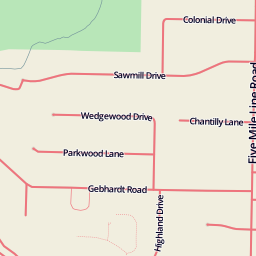 Colonial Drive
Sawmill Drive
Wedgewood Drive
Chantilly Lane
Five Mile Line Road
Parkwood Lane
Gebhardt Road
Highland Drive